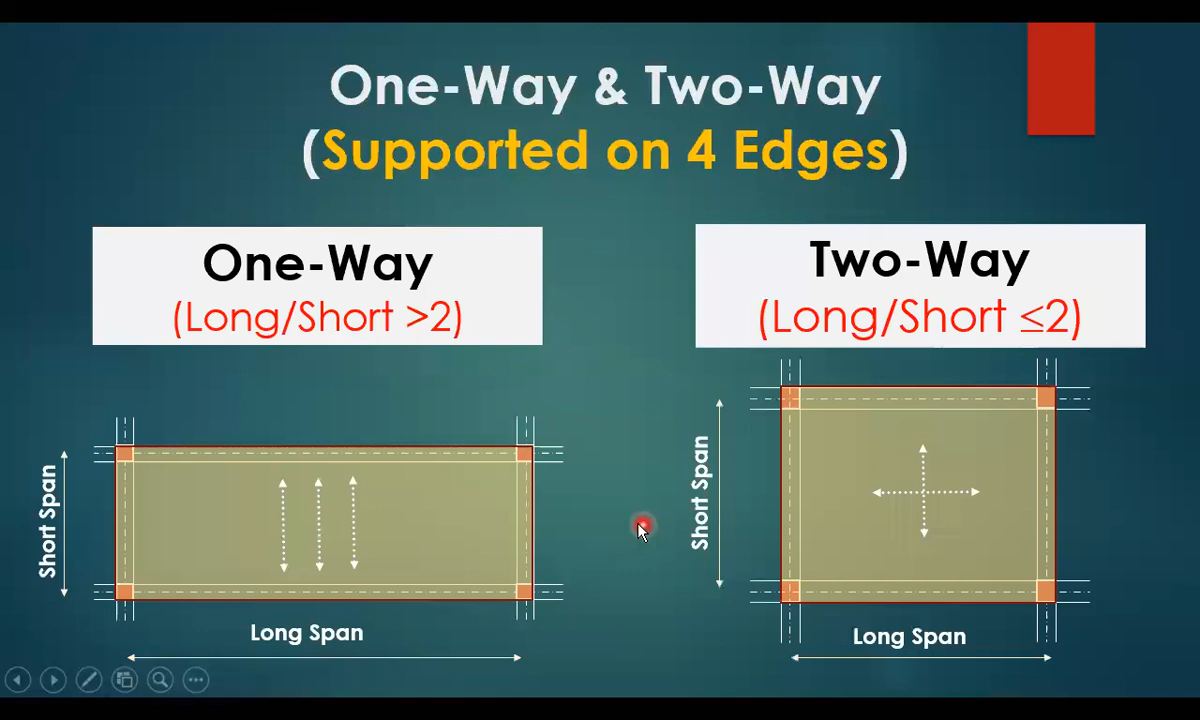 One-Way & Two-Way
(Supported on 4 Edges)
One-Way
(Long/Short >2)
Two-Way
(Long/Short ≤2)
Short Span
Long Span
Short Span
Long Span